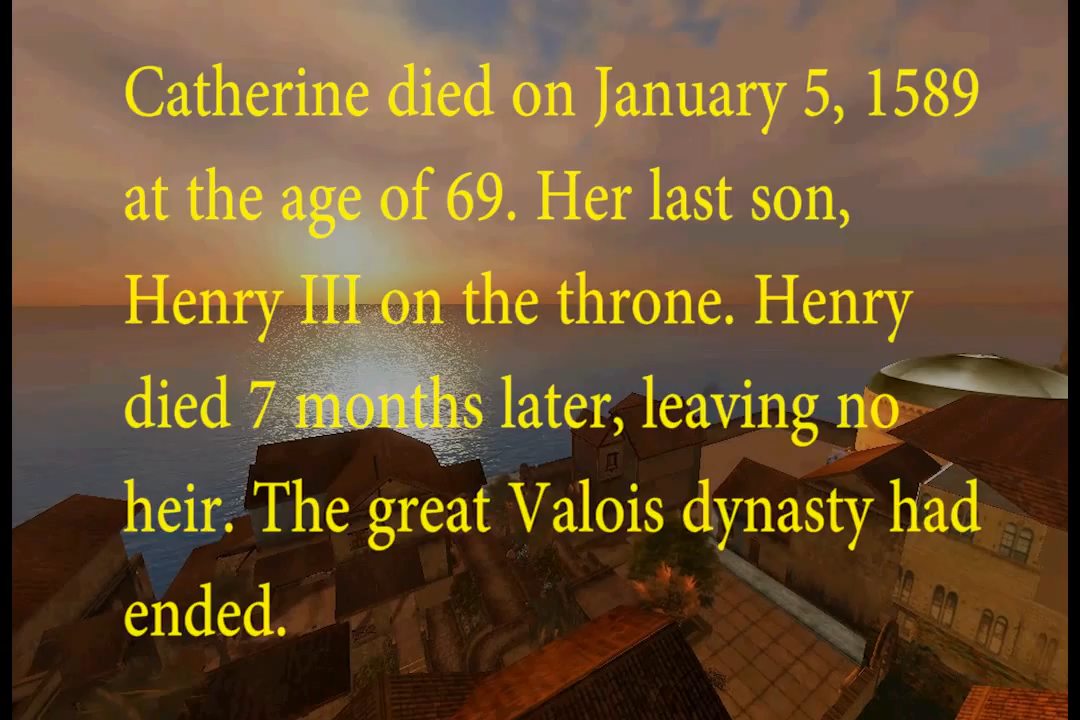 Catherine died on January 5, 1589
at the age of 69. Her last son,
Henry III on the throne. Henry
died 7 months later, leaving no
heir. The great Valois dynasty had
ended.